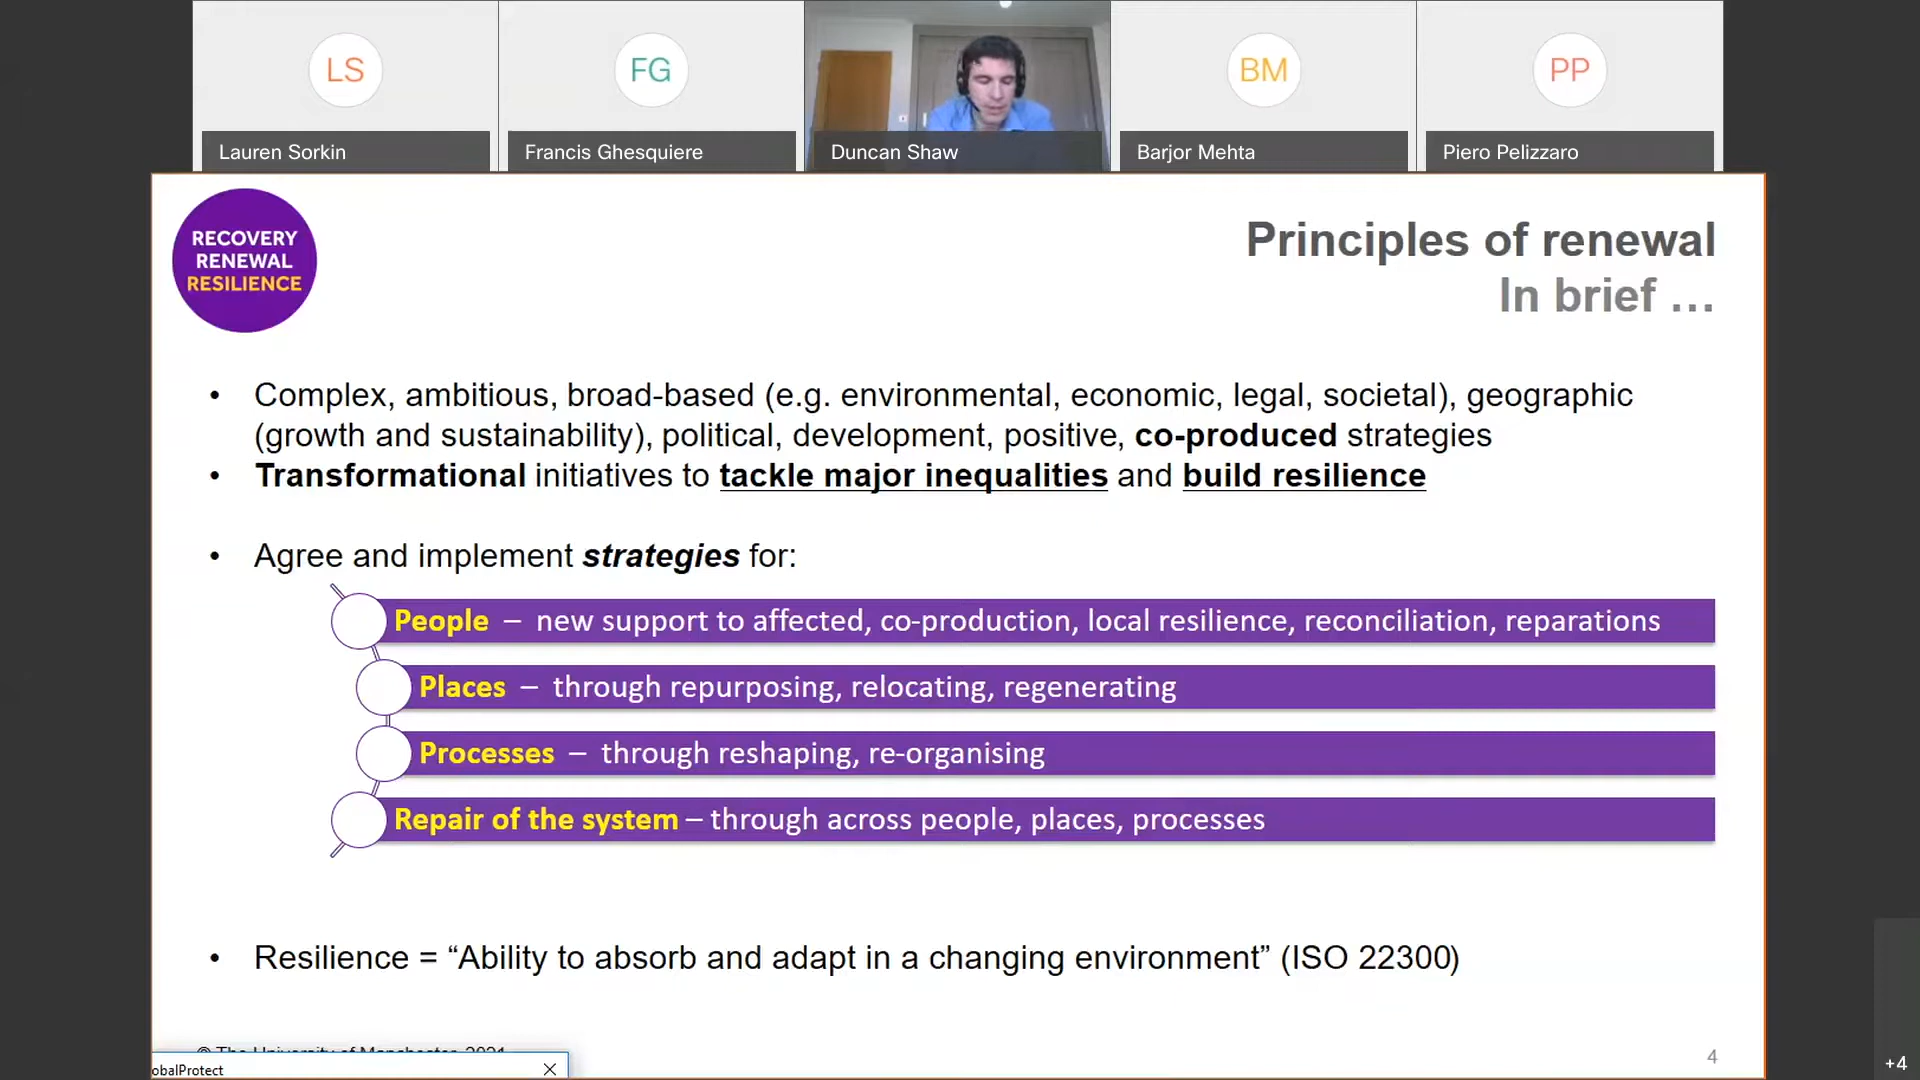 LS
FG
BM
PP
Lauren Sorkin
Francis Ghesquiere
Duncan Shaw
Barjor Mehta
Piero Pelizzaro
RECOVERY
RENEWAL
RESILIENCE
Principles of renewal
In brief …
• Complex, ambitious, broad-based (e.g. environmental, economic, legal, societal), geographic
(growth and sustainability), political, development, positive, co-produced strategies
• Transformational initiatives to tackle major inequalities and build resilience
• Agree and implement strategies for:
People – new support to affected, co-production, local resilience, reconciliation, reparations
Places – through repurposing, relocating, regenerating
Processes – through reshaping, re-organising
Repair of the system – through across people, places, processes
• Resilience = “Ability to absorb and adapt in a changing environment” (ISO 22300)
© The University of Manchester, 2021
4
obalProtect
+4